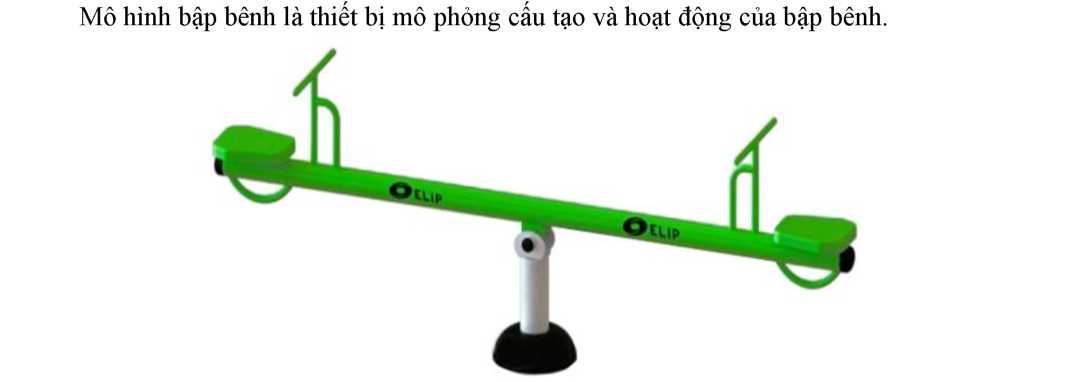 Mô hình bập bênh là thiết bị mô phỏng cấu tạo và hoạt động của bập bênh.
ELIP
ELIP